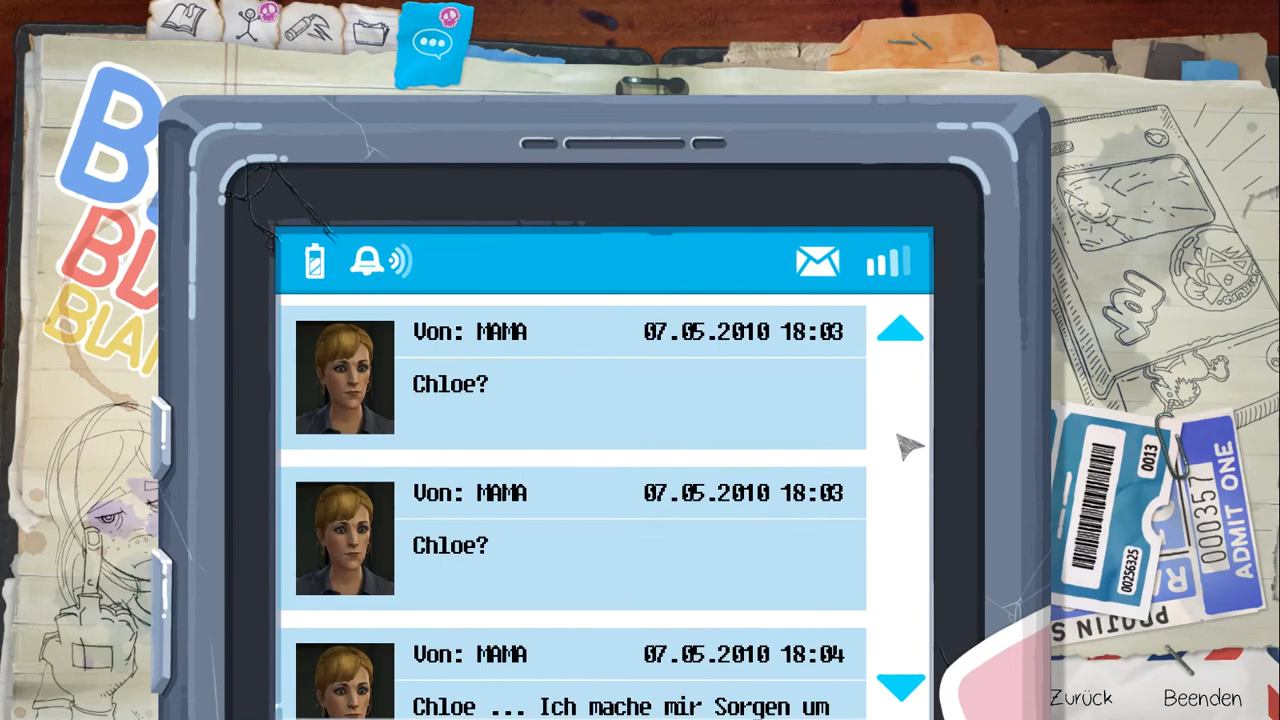 Von: MAMA 07.05.2010 18:03
Chloe?
Von: MAMA 07.05.2010 18:03
Chloe?
Von: MAMA 07.05.2010 18:04
Chloe ... Ich mache mir Sorgen um
0013
00256325
000357
ADMIT ONE
Zurück
Beenden